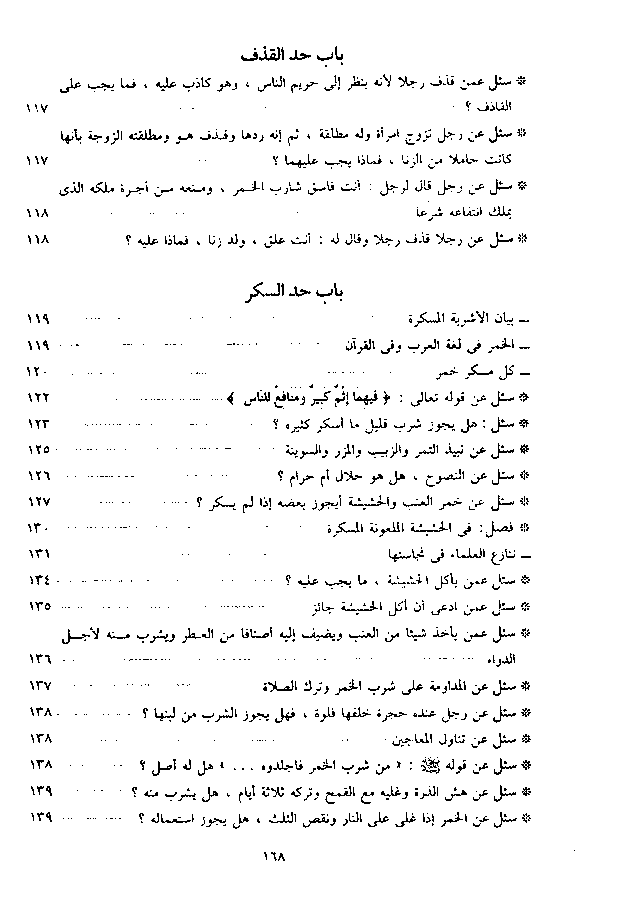 باب حد القذف
* سئل عمن قذف رجلا لأنه ينظر إلى حريم الناس ، وهو كاذب عليه ، فما يجب على
القاذف ؟ ١١٧
* سئل عن رجل تزوج امرأة وله مطلقة ، ثم إنه ردها وقذف هو ومطلقته الزوجة بأنها
كانت حاملا من الزنا ، فماذا يجب عليهما ؟ ١١٧
* سئل عن رجل قال لرجل : أنت فاسق شارب الخمر ، ومنعه من أجرة ملكه الذى
يملك انتفاعه شرعا ١١٨
* سئل عن رجلا قذف رجلا وقال له : أنت علق ، ولد زنا ، فماذا عليه ؟ ١١٨
باب حد السكر
ــ بيان الأشربة المسكرة ١١٩
ــ الخمر فى لغة العرب وفى القرآن ١١٩
ــ كل مسكر خمر ١٢٠
* سئل عن قوله تعالى : ﴿ فِيهِمَا إِثْمٌ كَبِيرٌ وَمَنَافِعُ لِلنَّاسِ ﴾ ١٢٢
* سئل : هل يجوز شرب قليل ما أسكر كثيره ؟ ١٢٣
* سئل عن نبيذ التمر والزبيب والمزر والسوينة ١٢٥
* سئل عن النصوح ، هل هو حلال أم حرام ؟ ١٢٦
* سئل عن خمر العنب والحشيشة أيجوز بعضه إذا لم يسكر ؟ ١٢٧
* فصل: فى الحشيشة الملعونة المسكرة ١٣٠
ــ تنازع العلماء فى نجاستها ١٣١
* سئل عمن يأكل الحشيشة ، ما يجب عليه ؟ ١٣٤
* سئل عمن ادعى أن أكل الحشيشة جائز ١٣٥
* سئل عمن يأخذ شيئا من العنب ويضيف إليه أصنافا من العطر ويشرب منه لأجل
الدواء ١٣٦
* سئل عن المداومة على شرب الخمر وترك الصلاة ١٣٧
* سئل عن رجل عنده حجرة خلفها فلوة ، فهل يجوز الشرب من لبنها ؟ ١٣٨
* سئل عن تناول المعاجين ١٣٨
* سئل عن قوله ﷺ : « من شرب الخمر فاجلدوه ... » هل له أصل ؟ ١٣٨
* سئل عن هش الذرة وغليه مع القمح وتركه ثلاثة أيام ، هل يشرب منه ؟ ١٣٩
* سئل عن الخمر إذا غلى على النار ونقص الثلث ، هل يجوز استعماله ؟ ١٣٩
١٦٨